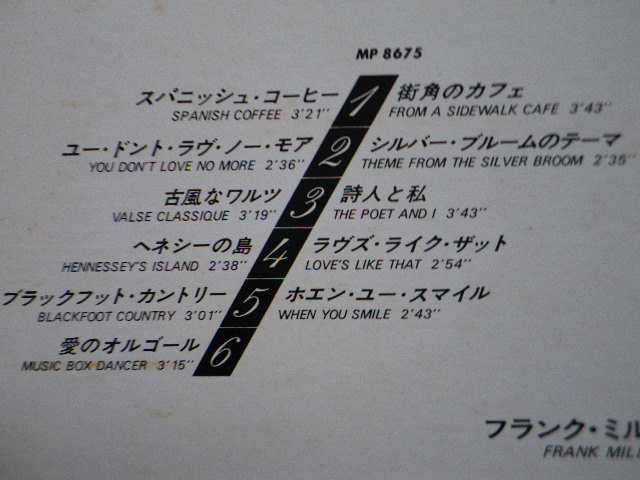 MP 8675
スパニッシュ・コーヒー 1 街角のカフェ
SPANISH COFFEE 3'21" FROM A SIDEWALK CAFE 3'43"
ユー・ドント・ラヴ・ノー・モア 2 シルバー・ブルームのテーマ
YOU DON'T LOVE NO MORE 2'36" THEME FROM THE SILVER BROOM 2'35"
古風なワルツ 3 詩人と私
VALSE CLASSIQUE 3'19" THE POET AND I 3'43"
ヘネシーの島 4 ラヴズ・ライク・ザット
HENNESSEY'S ISLAND 2'38" LOVE'S LIKE THAT 2'54"
ブラックフット・カントリー 5 ホエン・ユー・スマイル
BLACKFOOT COUNTRY 3'01" WHEN YOU SMILE 2'43"
愛のオルゴール 6
MUSIC BOX DANCER 3'15"
フランク・ミル
FRANK MILL